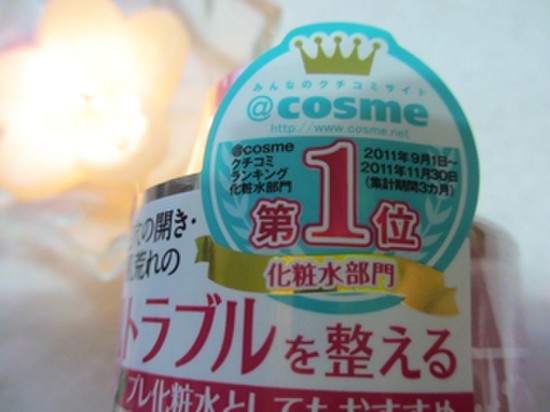 みんなのクチコミサイト
@cosme
http://www.cosme.net
@cosme
クチコミ
ランキング
化粧水部門
2011年9月1日～
2011年11月30日
(集計期間3カ月)
第1位
化粧水部門
の開き・
荒れの
トラブルを整える
プレ化粧水としてもおすすめ